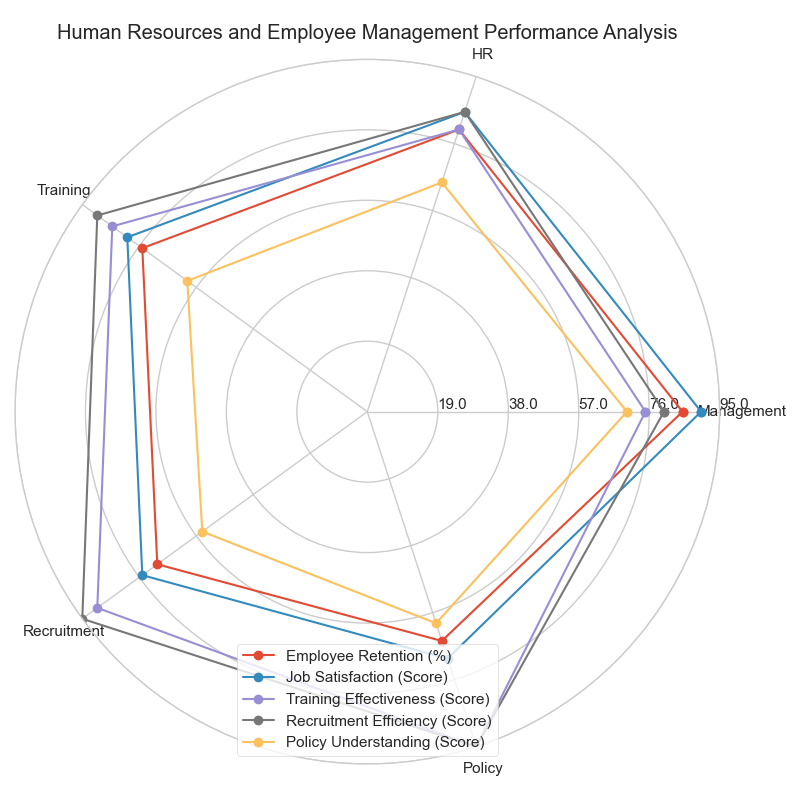 Human Resources and Employee Management Performance Analysis
HR
Training
19.0
38.0
57.0
76.0
95.0
Management
Recruitment
Employee Retention (%)
Job Satisfaction (Score)
Training Effectiveness (Score)
Recruitment Efficiency (Score)
Policy Understanding (Score)
Policy